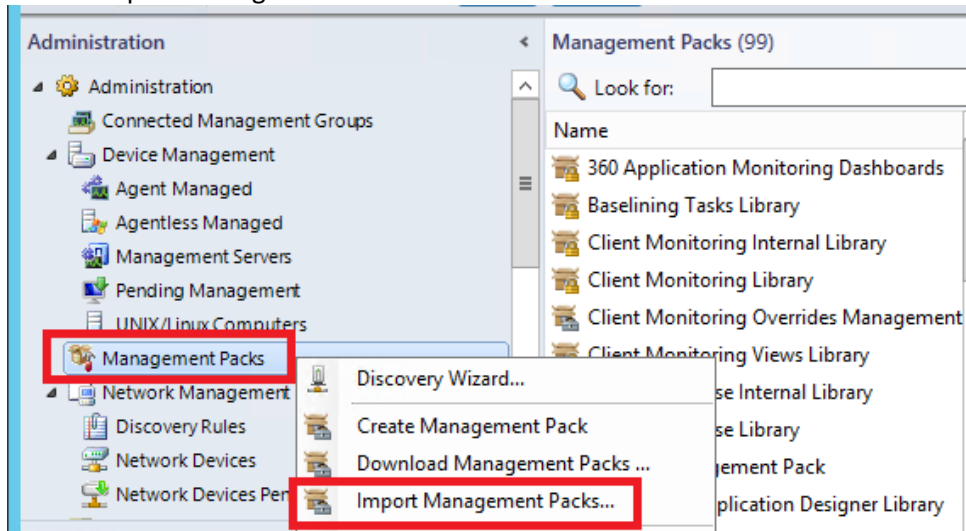 Administration
Administration
Connected Management Groups
Device Management
Agent Managed
Agentless Managed
Management Servers
Pending Management
UNIX/Linux Computers
Management Packs
Network Management
Discovery Rules
Network Devices
Network Devices Pen
Discovery Wizard...
Create Management Pack
Download Management Packs ...
Import Management Packs...
Management Packs (99)
Look for:
Name
360 Application Monitoring Dashboards
Baselining Tasks Library
Client Monitoring Internal Library
Client Monitoring Library
Client Monitoring Overrides Management
Client Monitoring Views Library
se Internal Library
se Library
ement Pack
plication Designer Library